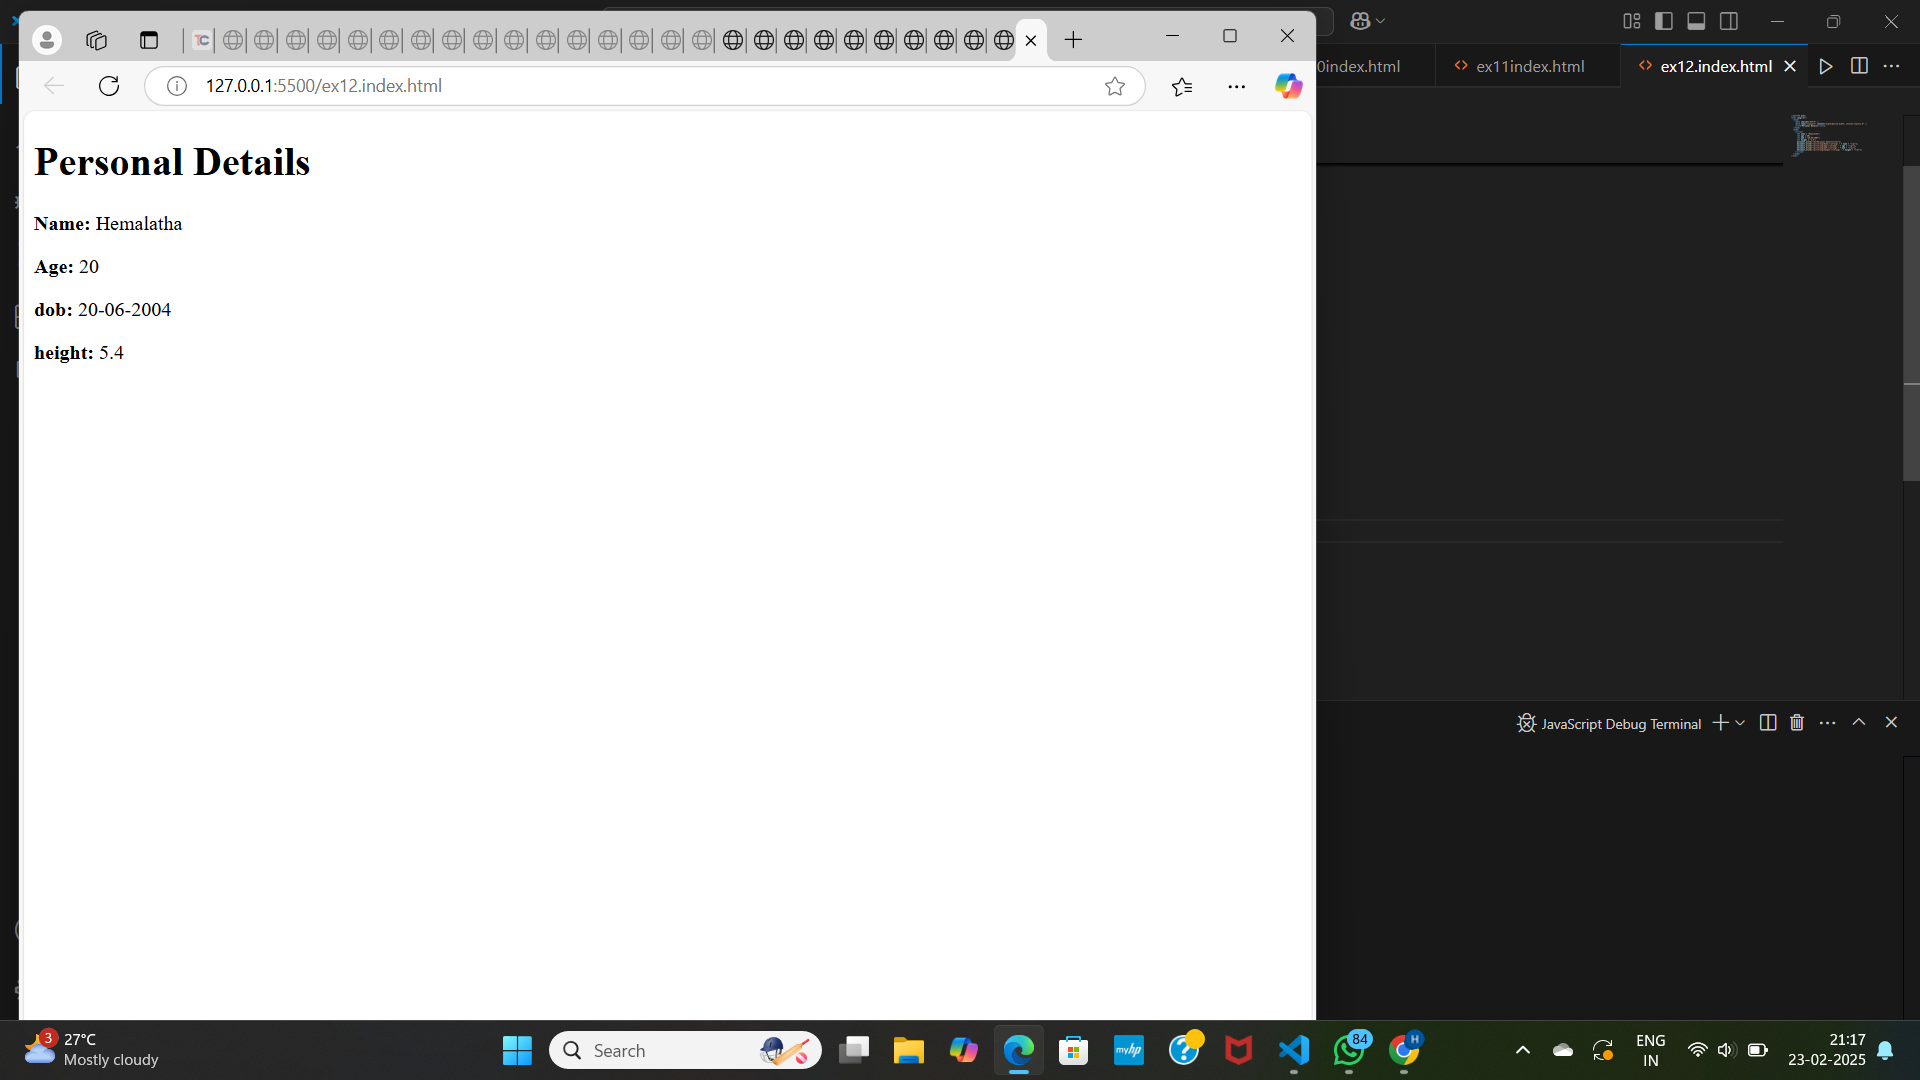 127.0.0.1:5500/ex12.index.html
0index.html
ex11index.html
ex12.index.html
Personal Details
Name: Hemalatha
Age: 20
dob: 20-06-2004
height: 5.4
JavaScript Debug Terminal
3
27°C
Mostly cloudy
Search
myhp
84
H
ENG
IN
21:17
23-02-2025